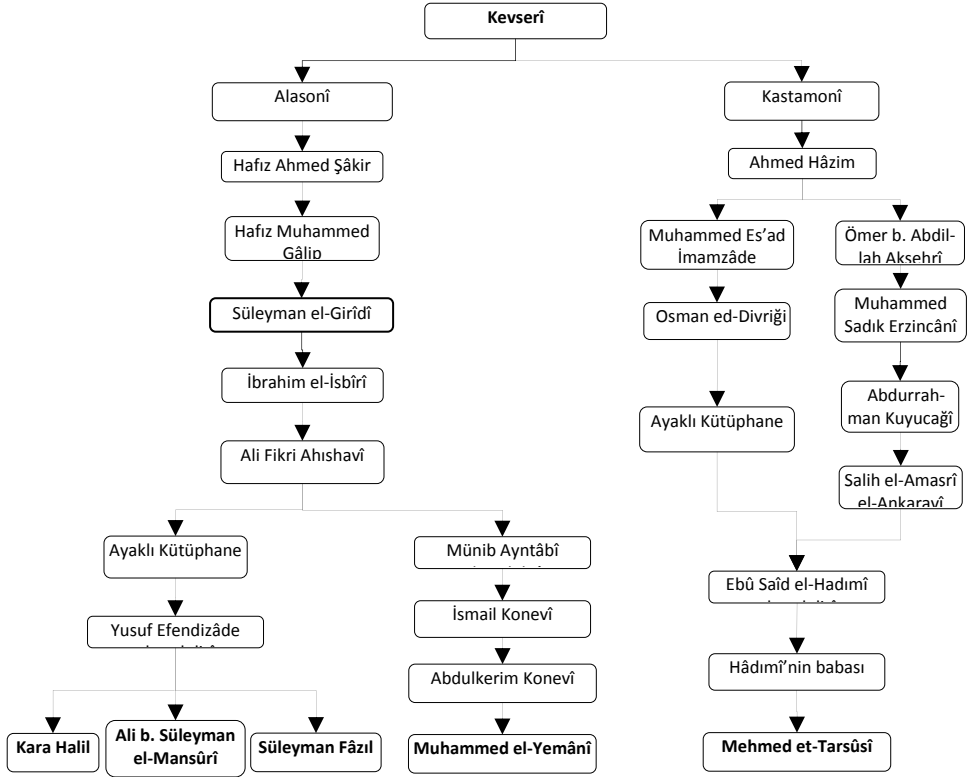 Kevserî
Alasonî
Kastamonî
Hafız Ahmed Şâkir
Ahmed Hâzim
Hafız Muhammed
Gâlip
Muhammed Es’ad
İmamzâde
Ömer b. Abdil-
lah Akşehrî
Süleyman el-Girîdî
Osman ed-Divriği
Muhammed
Sadık Erzincânî
İbrahim el-İsbîrî
Ayaklı Kütüphane
Abdurrah-
man Kuyucağî
Ali Fikri Ahıshavî
Salih el-Amasrî
el-Ankaravî
Ayaklı Kütüphane
Münib Ayntâbî
Ebû Saîd el-Hadımî
Yusuf Efendizâde
İsmail Konevî
Abdulkerim Konevî
Hâdımî’nin babası
Kara Halil
Ali b. Süleyman
el-Mansûrî
Süleyman Fâzıl
Muhammed el-Yemânî
Mehmed et-Tarsûsî